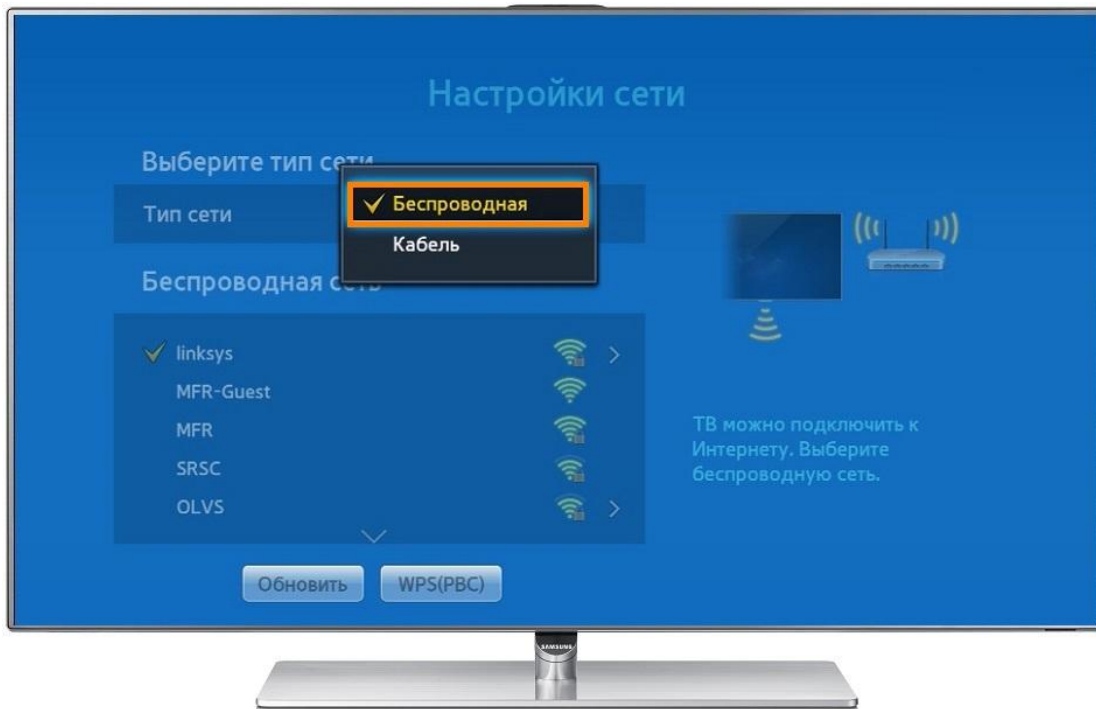 Настройки сети
Выберите тип сети
Тип сети
Беспроводная
Кабель
Беспроводная сеть
linksys
MFR-Guest
MFR
SRSC
OLVS
ТВ можно подключить к
Интернету. Выберите
беспроводную сеть.
Обновить
WPS(PBC)
SAMSUNG